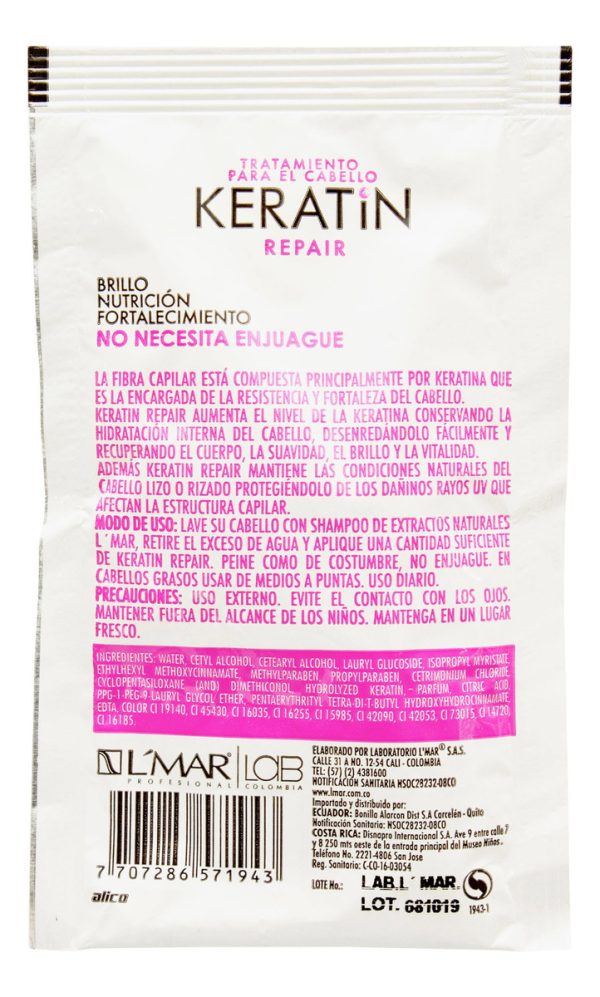 TRATAMIENTO
PARA EL CABELLO
KERATiN
REPAIR
BRILLO
NUTRICIÓN
FORTALECIMIENTO
NO NECESITA ENJUAGUE
LA FIBRA CAPILAR ESTÁ COMPUESTA PRINCIPALMENTE POR KERATINA QUE
ES LA ENCARGADA DE LA RESISTENCIA Y FORTALEZA DEL CABELLO.
KERATIN REPAIR AUMENTA EL NIVEL DE LA KERATINA CONSERVANDO LA
HIDRATACIÓN INTERNA DEL CABELLO, DESENREDÁNDOLO FÁCILMENTE Y
RECUPERANDO EL CUERPO, LA SUAVIDAD, EL BRILLO Y LA VITALIDAD.
ADEMÁS KERATIN REPAIR MANTIENE LAS CONDICIONES NATURALES DEL
CABELLO LIZO O RIZADO PROTEGIÉNDOLO DE LOS DAÑINOS RAYOS UV QUE
AFECTAN LA ESTRUCTURA CAPILAR.
MODO DE USO: LAVE SU CABELLO CON SHAMPOO DE EXTRACTOS NATURALES
L´MAR, RETIRE EL EXCESO DE AGUA Y APLIQUE UNA CANTIDAD SUFICIENTE
DE KERATIN REPAIR. PEINE COMO DE COSTUMBRE, NO ENJUAGUE. EN
CABELLOS GRASOS USAR DE MEDIOS A PUNTAS. USO DIARIO.
PRECAUCIONES: USO EXTERNO. EVITE EL CONTACTO CON LOS OJOS.
MANTENER FUERA DEL ALCANCE DE LOS NIÑOS. MANTENGA EN UN LUGAR
FRESCO.
INGREDIENTES: WATER, CETYL ALCOHOL, CETEARYL ALCOHOL, LAURYL GLUCOSIDE, ISOPROPYL MYRISTATE,
ETHYLHEXYL METHOXYCINNAMATE, METHYLPARABEN, PROPYLPARABEN, CETRIMONIUM CHLORIDE,
CYCLOPENTASILOXANE (AND) DIMETHICONOL, HYDROLYZED KERATIN, PARFUM, CITRIC ACID,
PPG-1-PEG-9 LAURYL GLYCOL ETHER, PENTAERYTHRITYL TETRA-DI-T-BUTYL HYDROXYHYDROCINNAMATE,
EDTA. COLOR CI 19140, CI 45430, CI 16035, CI 16255, CI 15985, CI 42090, CI 42053, CI 73015, CI 14720,
CI 16185.
L'MAR® LAB
PROFESIONAL COLOMBIA
ELABORADO POR LABORATORIO L'MAR® S.A.S.
CALLE 31 A NO. 12-54 CALI - COLOMBIA
TEL: (57) (2) 4381600
NOTIFICACIÓN SANITARIA NSOC28232-08CO
www.lmar.com.co
Importado y distribuido por:
ECUADOR: Bonilla Alarcon Dist S.A Carcelén - Quito
Notificación Sanitaria: NSOC28232-08CO
COSTA RICA: Disnapro Internacional S.A. Ave 9 entre calle 7
y 8 250 mts oeste de la entrada principal del Museo Niños.
Teléfono No. 2221-4806 San Jose
Reg. Sanitario: C-CO-16-03054
7 707286 571943
alico
LOTE No.: LAB.L´MAR.
LOT. 681019
1943-1